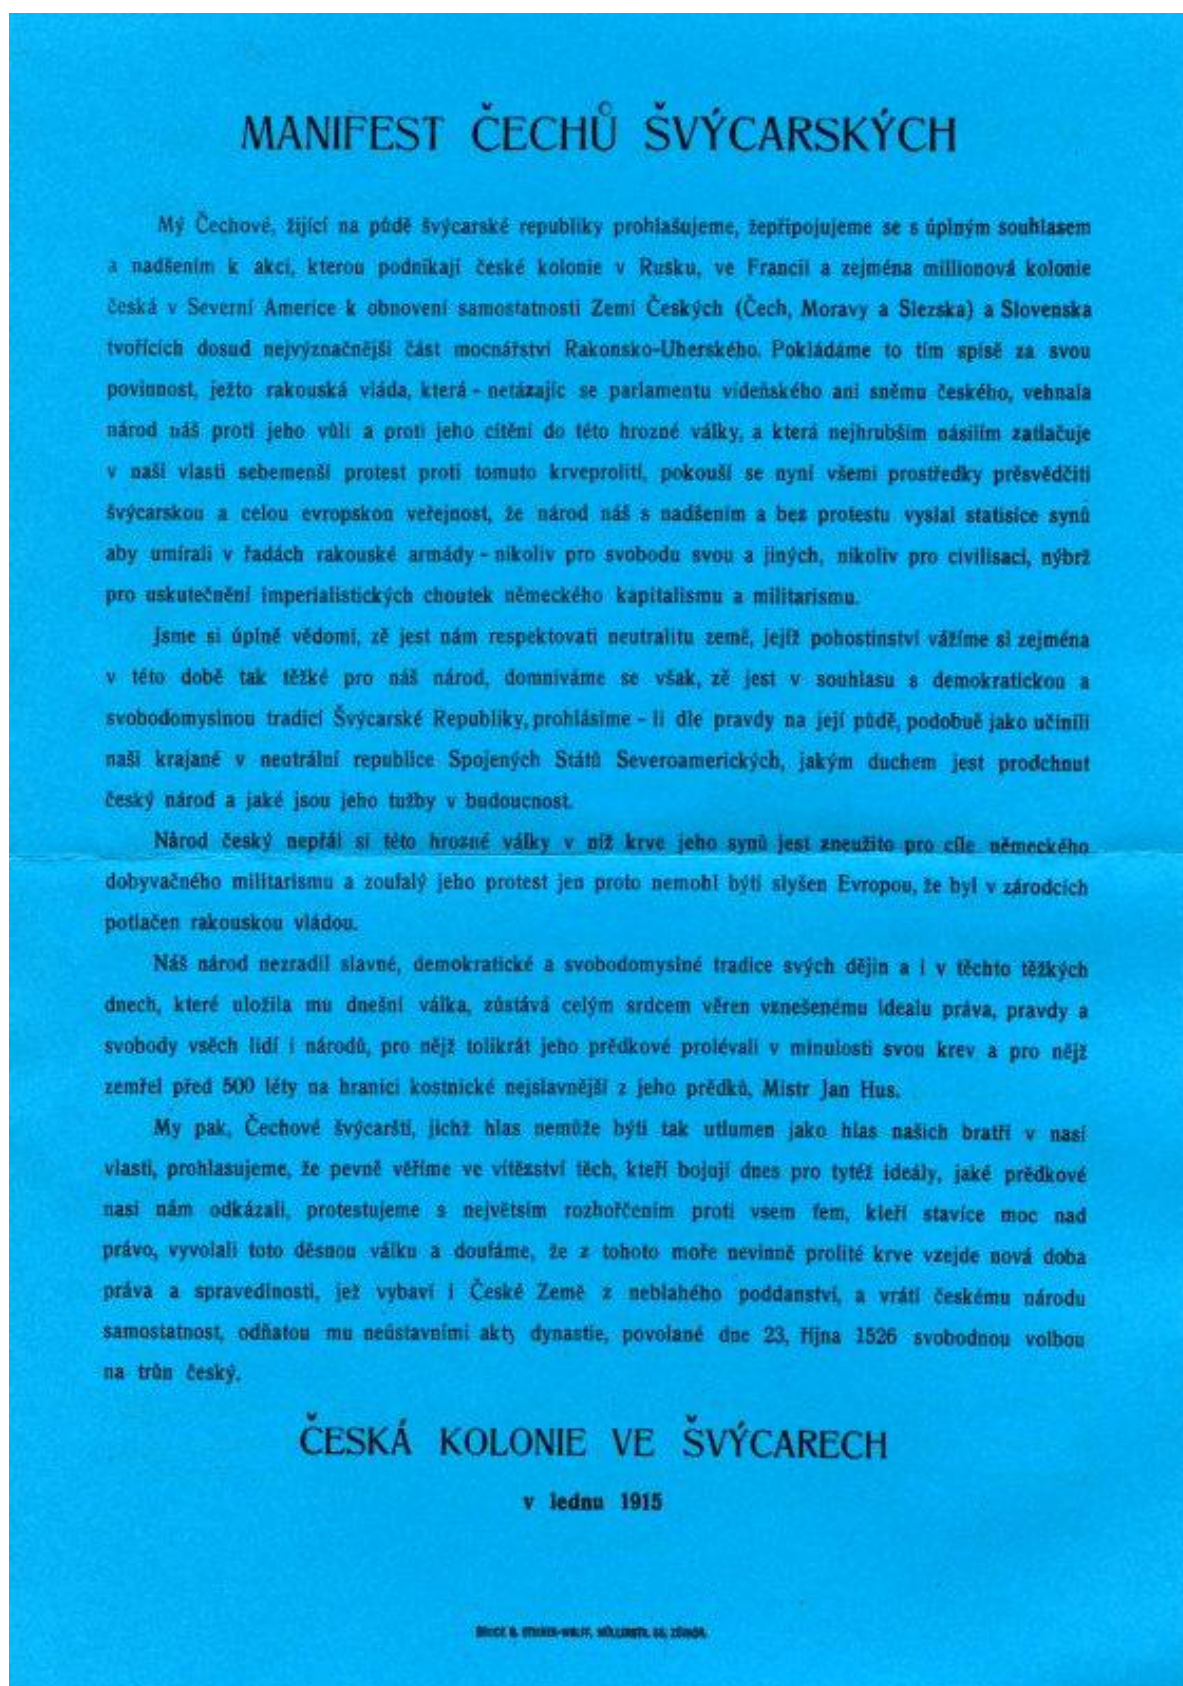 MANIFEST ČECHŮ ŠVÝCARSKÝCH
Mý Čechové, žijící na půdě švýcarské republiky prohlašujeme, žepřipojujeme se s úplným souhlasem
a nadšením k akci, kterou podnikají české kolonie v Rusku, ve Francii a zejména millionová kolonie
česká v Severní Americe k obnovení samostatnosti Zemí Českých (Čech, Moravy a Slezska) a Slovenska
tvořících dosud nejvýznačnější část mocnářství Rakonsko-Uherského. Pokládáme to tím spíšě za svou
povinnost, ježto rakouská vláda, která - netázajíc se parlamentu vídeňského ani sněmu českého, vehnala
národ náš proti jeho vůli a proti jeho cítění do této hrozné války, a která nejhrubším násilím zatlačuje
v naší vlasti sebemenší protest proti tomuto krveprolití, pokouší se nyní všemi prostředky přesvědčiti
švýcarskou a celou evropskon veřejnost, že národ náš s nadšením a bez protestu vyslal statisíce synů
aby umírali v řadách rakouské armády - nikoliv pro svobodu svou a jiných, nikoliv pro civilisaci, nýbrž
pro uskutečnění imperialistických choutek německého kapitalismu a militarismu.
Jsme si úplně vědomi, zě jest nám respektovati neutralitu země, jejíž pohostinství vážíme si zejména
v této době tak těžké pro náš národ, domníváme se však, zě jest v souhlasu s demokratickou a
svobodomyslnou tradicí Švýcarské Republiky, prohlásíme - li dle pravdy na její půdě, podobuě jako učinili
naši krajané v neutrální republice Spojených Států Severoamerických, jakým duchem jest prodchnut
český národ a jaké jsou jeho tužby v budoucnost.
Národ český nepřál si této hrozné války v níž krve jeho synů jest zneužito pro cíle německého
dobyvačného militarismu a zoufalý jeho protest jen proto nemohl býti slyšen Evropou, že byl v zárodcích
potlačen rakouskou vládou.
Náš národ nezradil slavné, demokratické a svobodomyslné tradice svých dějin a i v těchto těžkých
dnech, které uložila mu dnešní válka, zůstává celým srdcem věren vznešenému idealu práva, pravdy a
svobody vsěch lidí i národů, pro nějž tolikrát jeho předkové prolévali v minulosti svou krev a pro nějž
zemřel před 500 léty na hranici kostnické nejslavnější z jeho předků, Mistr Jan Hus.
My pak, Čechové švýcarští, jichž hlas nemůže býti tak utlumen jako hlas našich bratří v nasí
vlasti, prohlasujeme, že pevně věříme ve vítězství těch, kteří bojují dnes pro tytéž ideály, jaké předkové
nasi nám odkázali, protestujeme s největsím rozhořčením proti vsem fem, kteří stavíce moc nad
právo, vyvolali toto děsnou válku a doufáme, že z tohoto moře nevinně prolité krve vzejde nová doba
práva a spravedlnosti, jež vybaví i České Země z neblahého poddanství, a vrátí českému národu
samostatnost, odňatou mu neústavními akty dynastie, povolané dne 23, října 1526 svobodnou volbou
na trůn český.
ČESKÁ KOLONIE VE ŠVÝCARECH
v lednu 1915